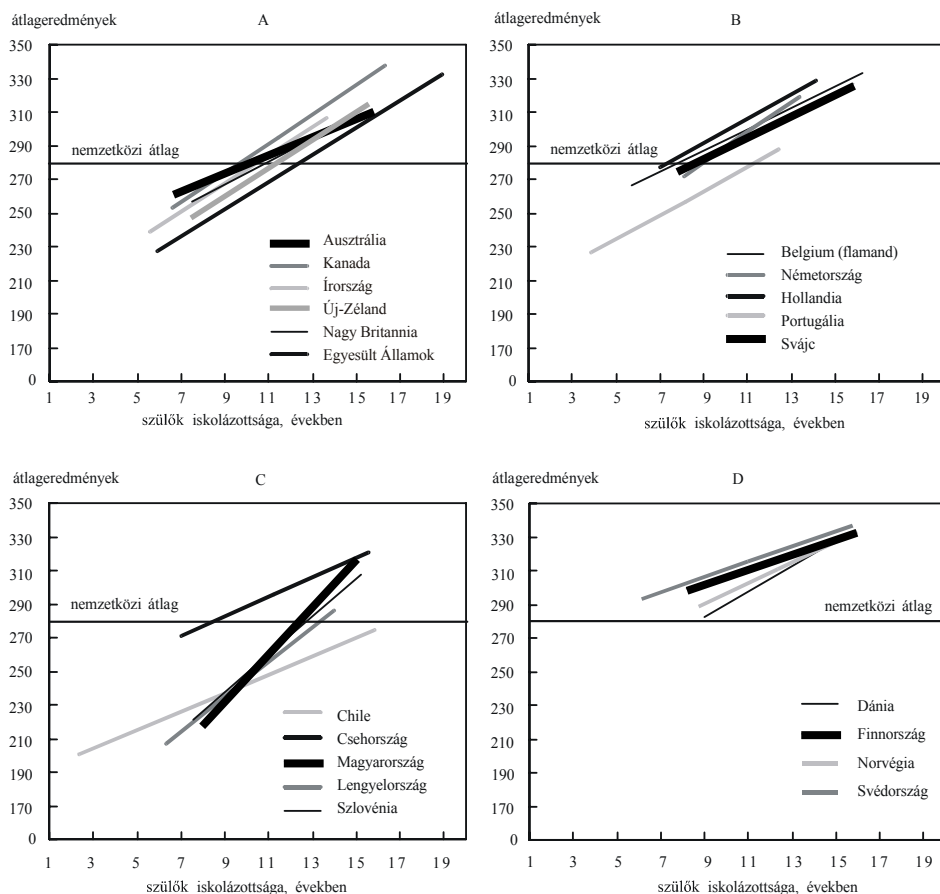 átlageredmények A
350
330
310
290
nemzetközi átlag
270
250
230
210
190
170
0
1 3 5 7 9 11 13 15 17 19
szülők iskolázottsága, években
Ausztrália
Kanada
Írország
Új-Zéland
Nagy Britannia
Egyesült Államok
átlageredmények B
350
330
310
290
nemzetközi átlag
270
250
230
210
190
170
0
1 3 5 7 9 11 13 15 17 19
szülők iskolázottsága, években
Belgium (flamand)
Németország
Hollandia
Portugália
Svájc
átlageredmények C
350
330
310
290
nemzetközi átlag
270
250
230
210
190
170
0
1 3 5 7 9 11 13 15 17 19
szülők iskolázottsága, években
Chile
Csehország
Magyarország
Lengyelország
Szlovénia
átlageredmények D
350
330
310
290
nemzetközi átlag
270
250
230
210
190
170
0
1 3 5 7 9 11 13 15 17 19
szülők iskolázottsága, években
Dánia
Finnország
Norvégia
Svédország